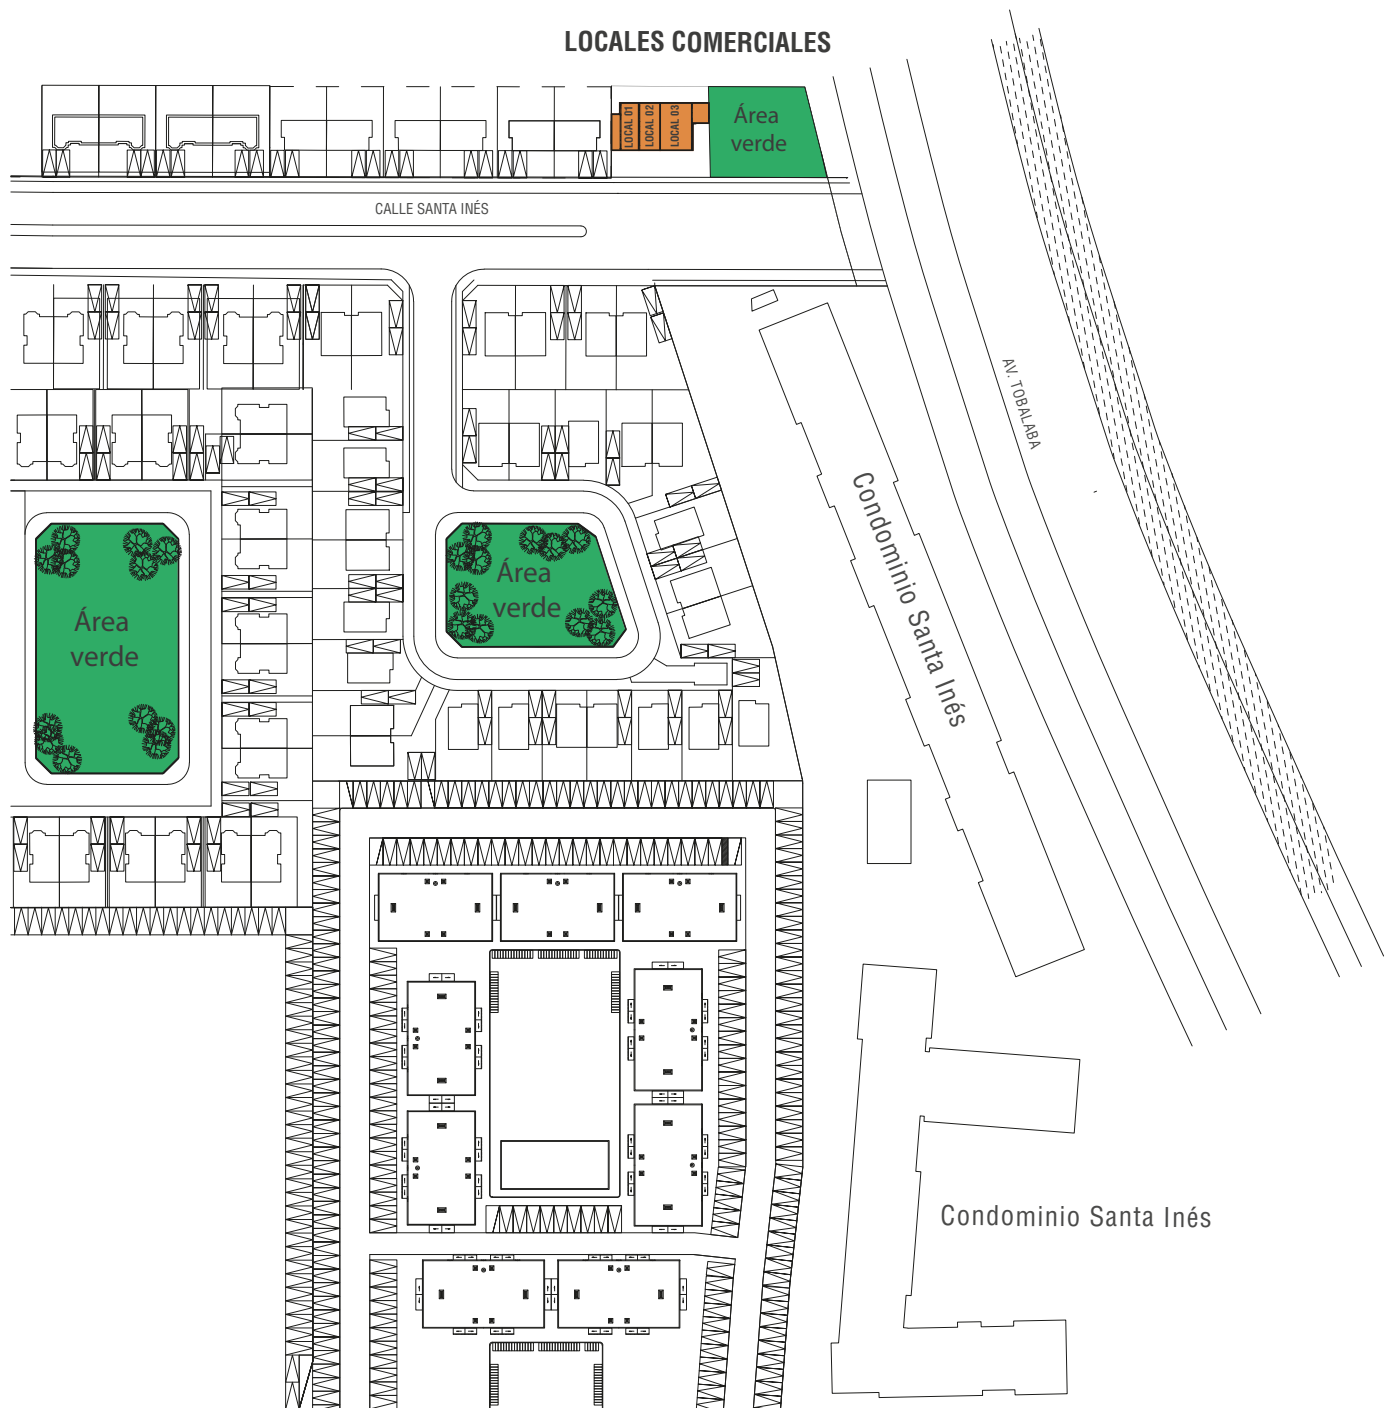 LOCALES COMERCIALES
LOCAL 01
LOCAL 02
LOCAL 03
Área
verde
CALLE SANTA INÉS
AV. TOBALABA
Condominio Santa Inés
Área
verde
Área
verde
Condominio Santa Inés